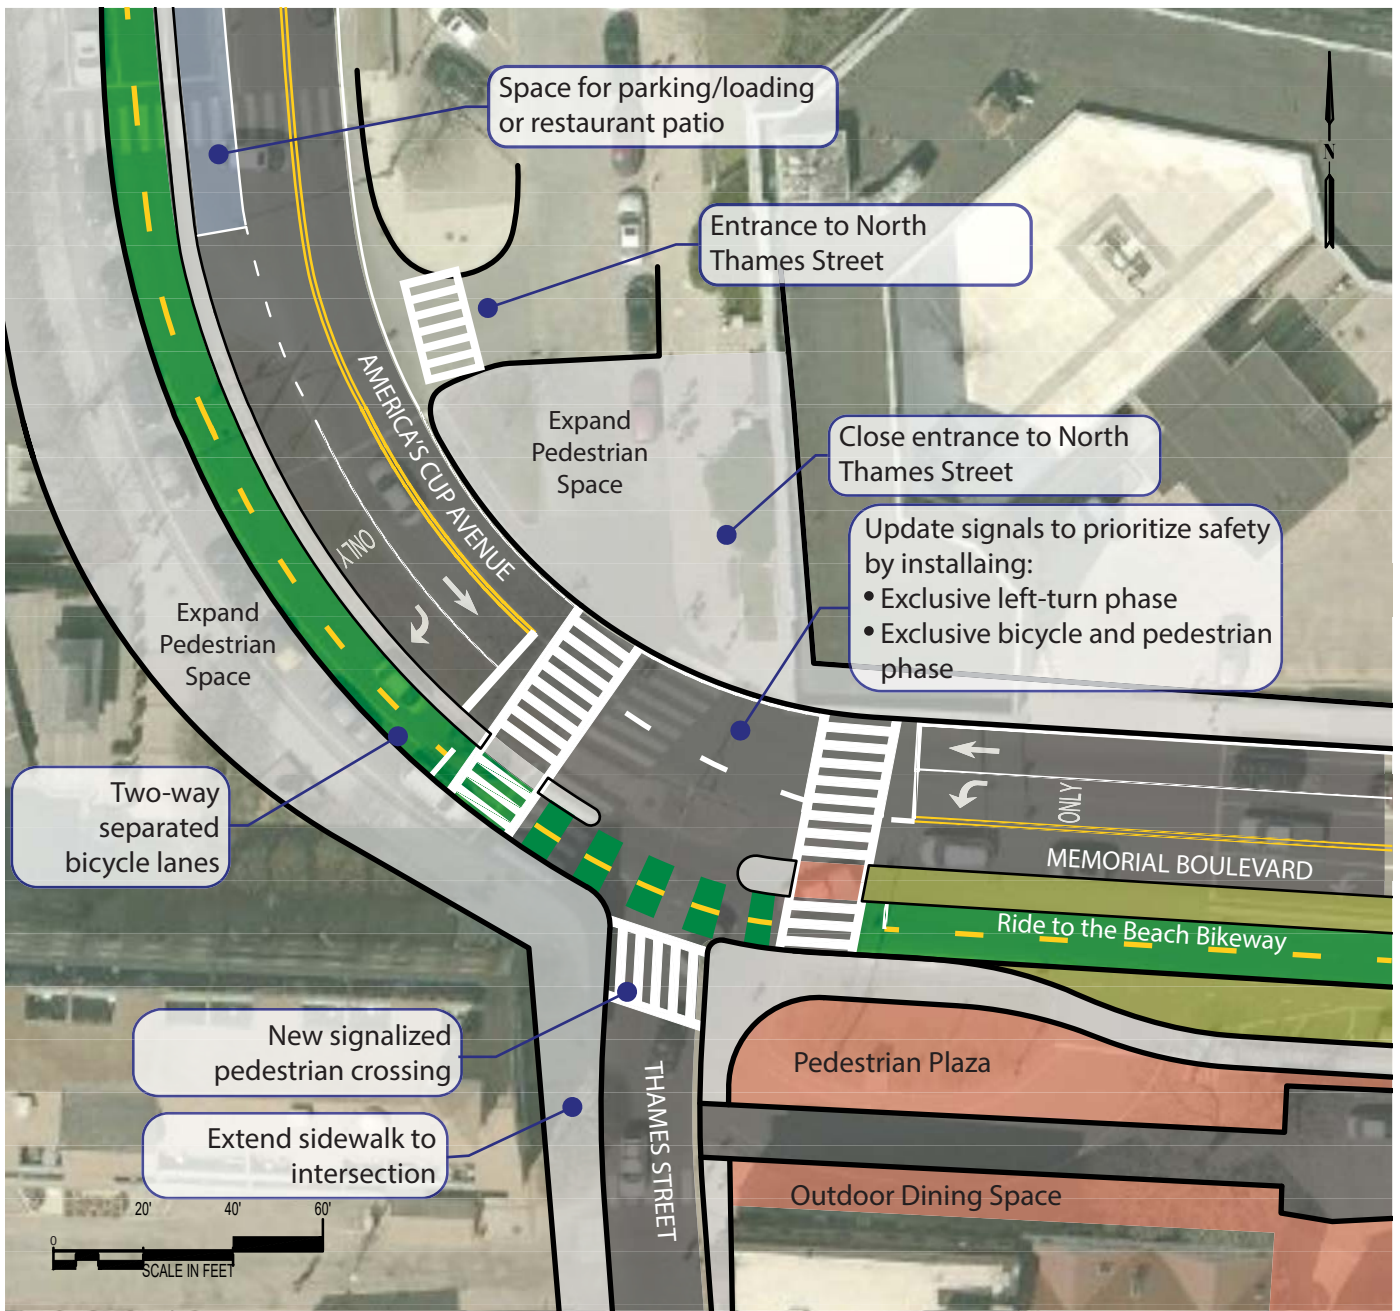 Space for parking/loading
or restaurant patio
N
Entrance to North
Thames Street
AMERICA'S CUP AVENUE
Expand
Pedestrian
Space
Close entrance to North
Thames Street
Update signals to prioritize safety
by installaing:
• Exclusive left-turn phase
• Exclusive bicycle and pedestrian
phase
ONLY
Expand
Pedestrian
Space
Two-way
separated
bicycle lanes
ONLY
MEMORIAL BOULEVARD
Ride to the Beach Bikeway
New signalized
pedestrian crossing
Pedestrian Plaza
THAMES STREET
Extend sidewalk to
intersection
Outdoor Dining Space
0 20' 40' 60'
SCALE IN FEET